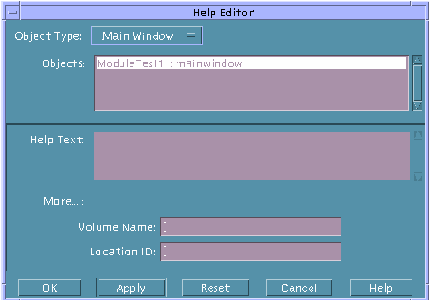 Help Editor
Object Type: Main Window
Objects: ModuleTest1 : mainwindow
Help Text:
More...:
Volume Name:
Location ID:
OK Apply Reset Cancel Help